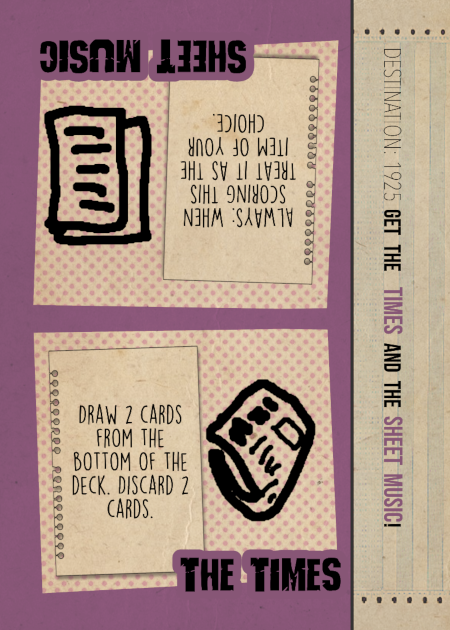 SHEET MUSIC
ALWAYS: WHEN
SCORING THIS
TREAT IT AS THE
ITEM OF YOUR
CHOICE.
DRAW 2 CARDS
FROM THE
BOTTOM OF THE
DECK. DISCARD 2
CARDS.
THE TIMES
DESTINATION: 1925 GET THE TIMES AND THE SHEET MUSIC!